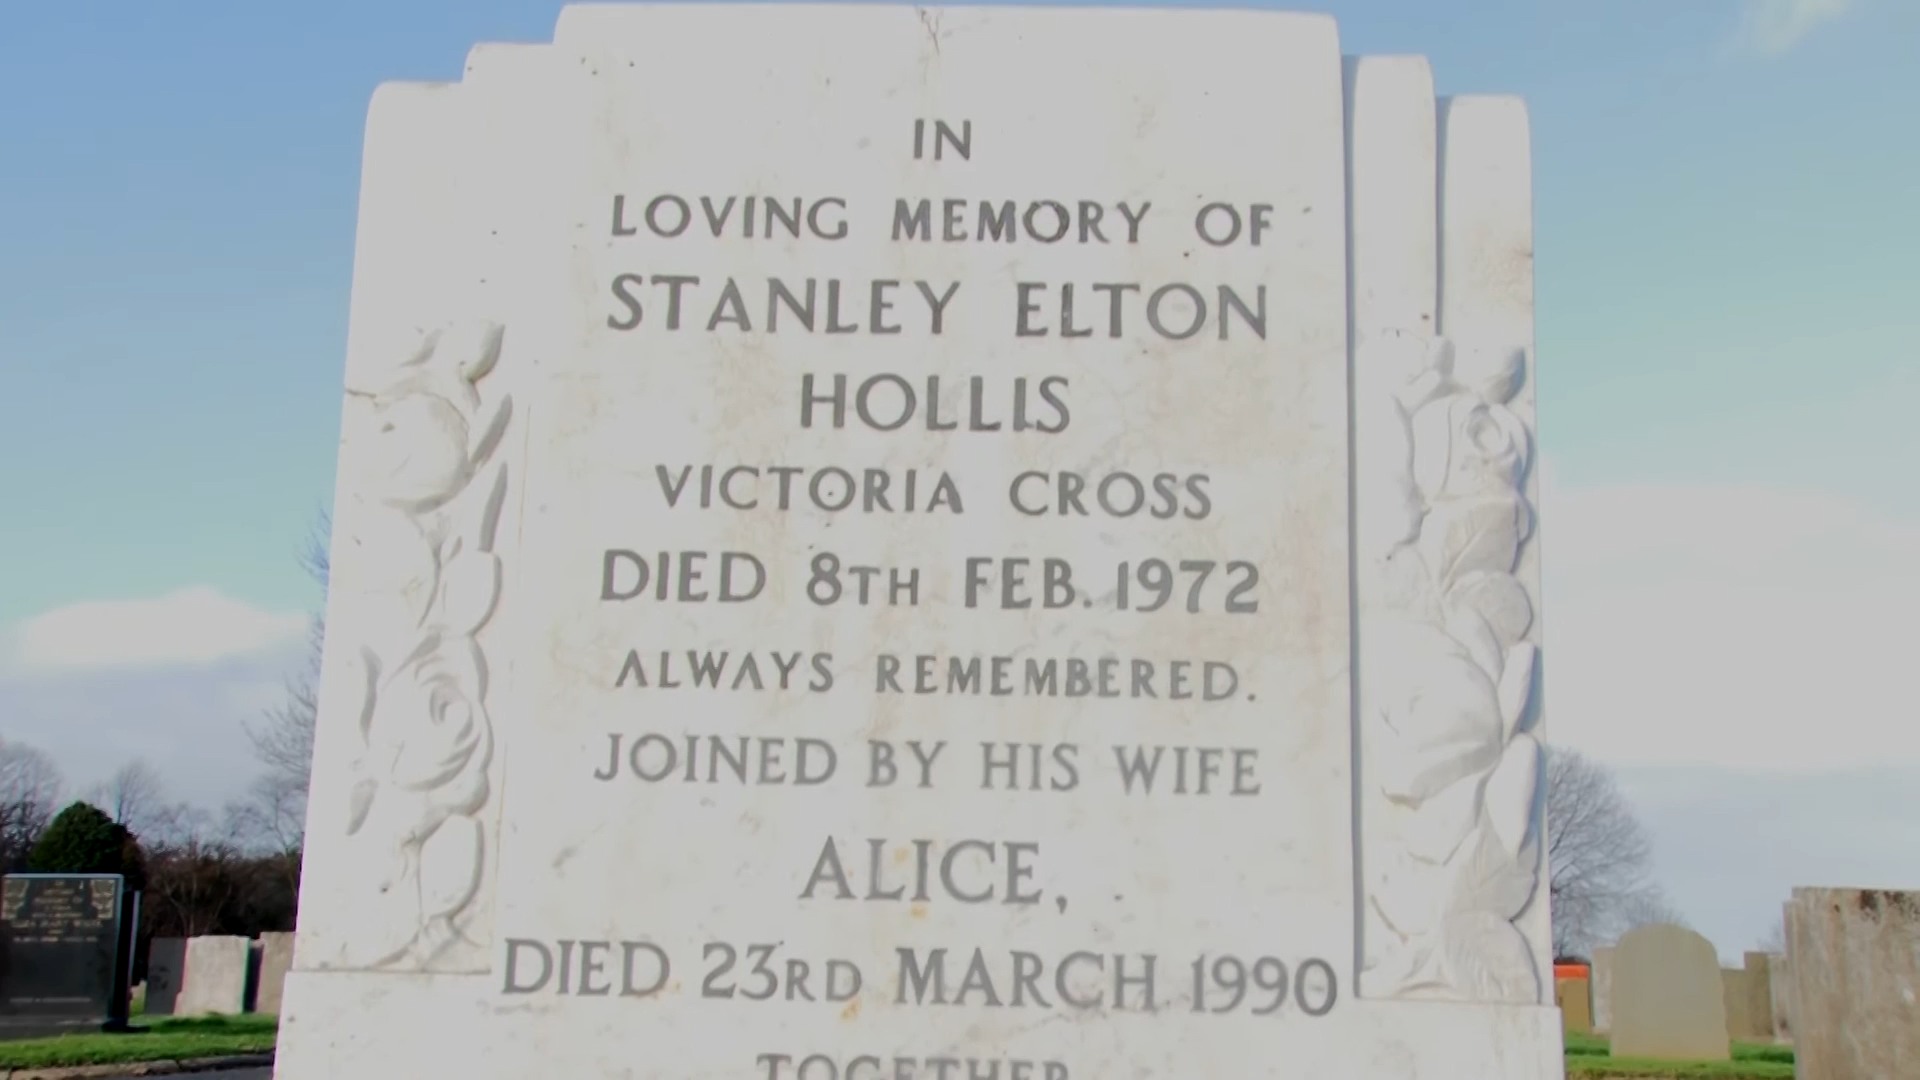 IN
LOVING MEMORY OF
STANLEY ELTON
HOLLIS
VICTORIA CROSS
DIED 8TH FEB. 1972
ALWAYS REMEMBERED.
JOINED BY HIS WIFE
ALICE,
DIED 23RD MARCH 1990
TOGETHER